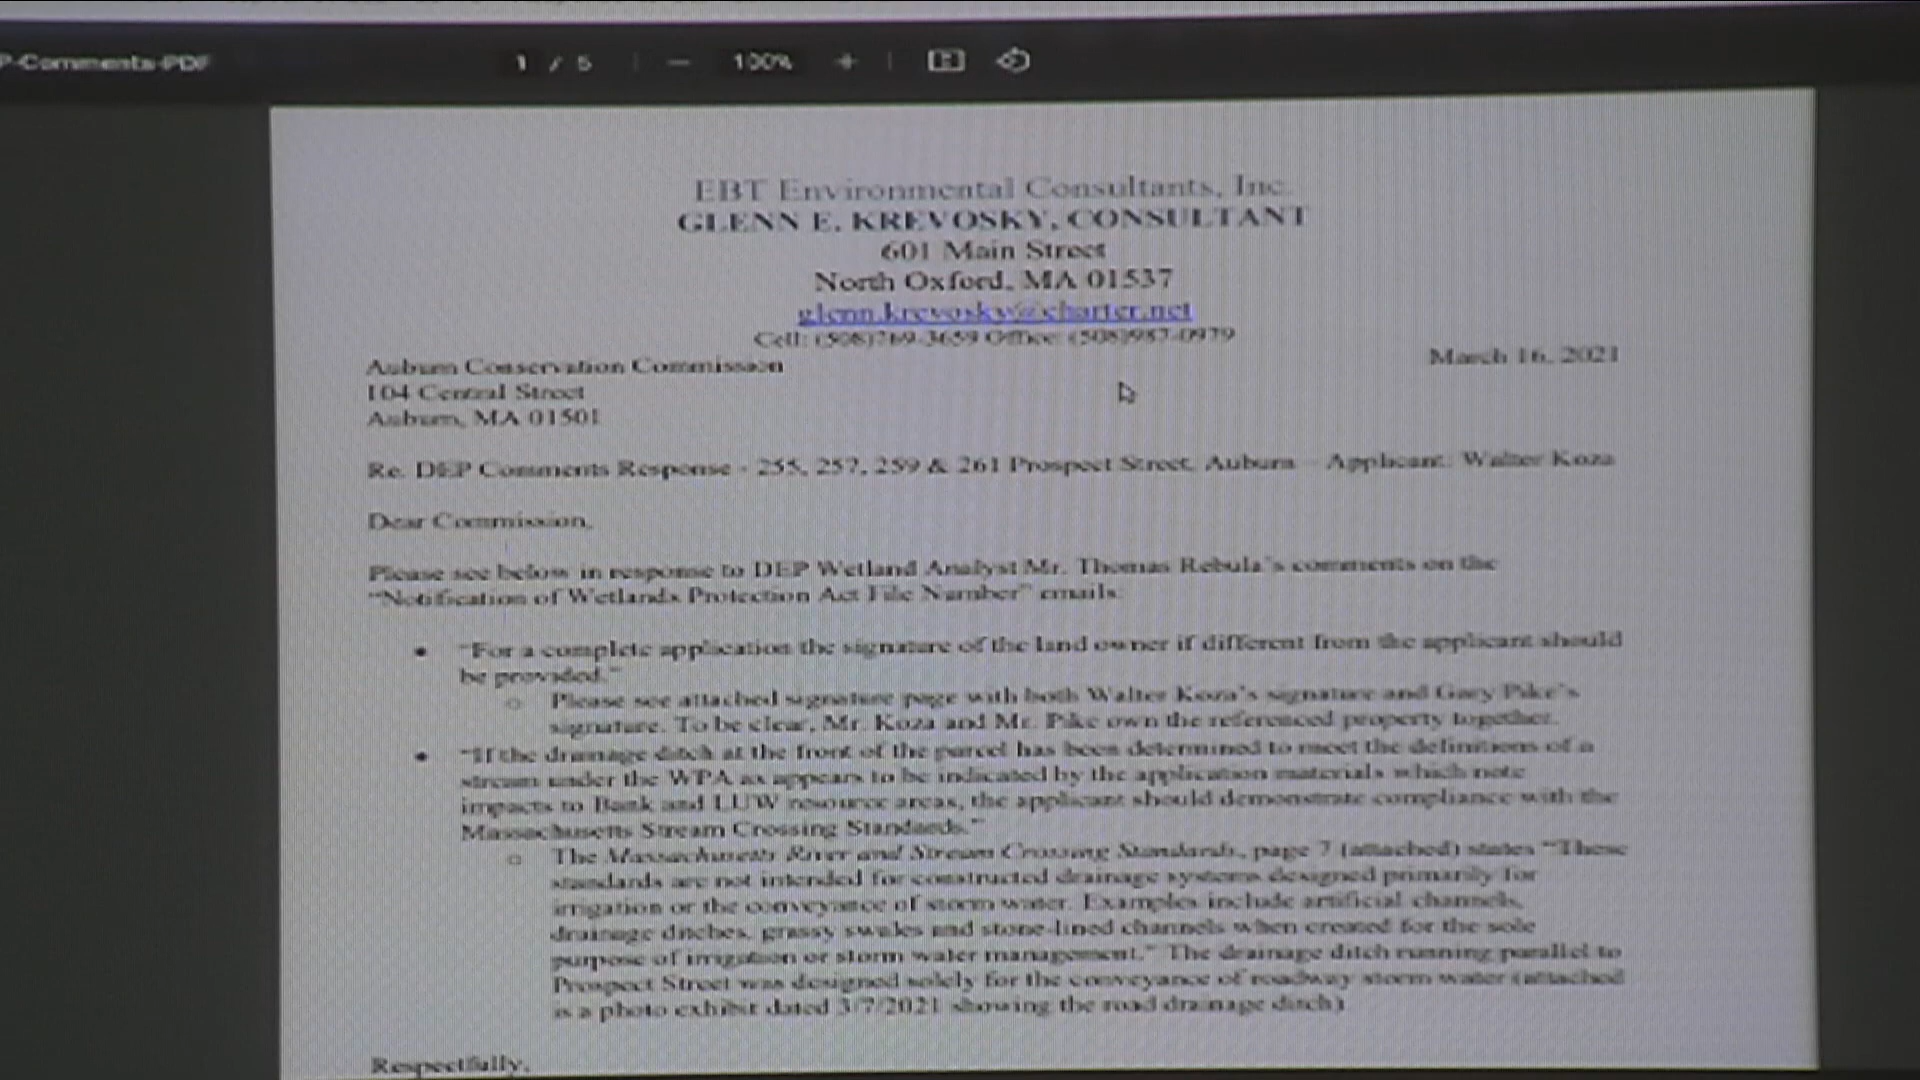 P-Comments-PDF
1 / 5
100%
EBT Environmental Consultants, Inc.
GLENN E. KREVOSKY, CONSULTANT
601 Main Street
North Oxford, MA 01537
glenn.krevosky@charter.net
Cell: (508)769-3659 Office: (508)987-0979
March 16, 2021
Auburn Conservation Commission
104 Central Street
Auburn, MA 01501
Re. DEP Comments Response - 255, 257, 259 & 261 Prospect Street, Auburn – Applicant: Walter Koza
Dear Commission,
Please see below in response to DEP Wetland Analyst Mr. Thomas Rebula's comments on the
"Notification of Wetlands Protection Act File Number" emails:
• "For a complete application the signature of the land owner if different from the applicant should
be provided."
o Please see attached signature page with both Walter Koza's signature and Gary Pike's
signature. To be clear, Mr. Koza and Mr. Pike own the referenced property together.
• "If the drainage ditch at the front of the parcel has been determined to meet the definitions of a
stream under the WPA as appears to be indicated by the application materials which note
impacts to Bank and LUW resource areas, the applicant should demonstrate compliance with the
Massachusetts Stream Crossing Standards."
o The Massachusetts River and Stream Crossing Standards, page 7 (attached) states "These
standards are not intended for constructed drainage systems designed primarily for
irrigation or the conveyance of storm water. Examples include artificial channels,
drainage ditches, grassy swales and stone-lined channels when created for the sole
purpose of irrigation or storm water management." The drainage ditch running parallel to
Prospect Street was designed solely for the conveyance of roadway storm water (attached
is a photo exhibit dated 3/7/2021 showing the road drainage ditch)
Respectfully,